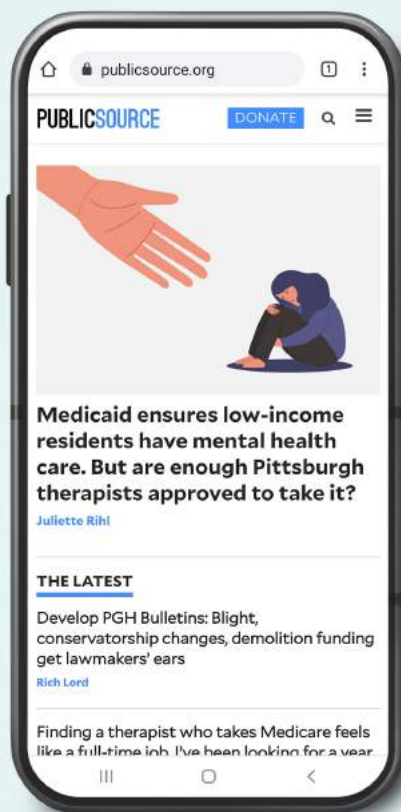 publicsource.org
1
PUBLICSOURCE
DONATE
Medicaid ensures low-income
residents have mental health
care. But are enough Pittsburgh
therapists approved to take it?
Juliette Rihl
THE LATEST
Develop PGH Bulletins: Blight,
conservatorship changes, demolition funding
get lawmakers' ears
Rich Lord
Finding a therapist who takes Medicare feels
like a full-time job. I've been looking for a year